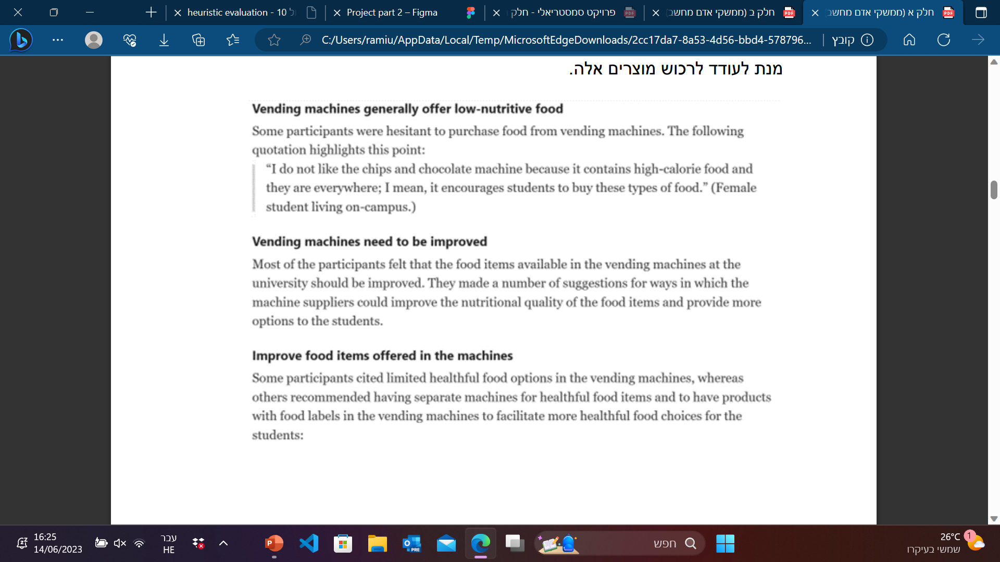 heuristic evaluation - 10
Project part 2 – Figma
פרויקט סמסטריאלי - חלק
חלק ב (ממשקי אדם מחשב)
חלק א (ממשקי אדם מחשב
C:/Users/ramiu/AppData/Local/Temp/MicrosoftEdgeDownloads/2cc17da7-8a53-4d56-bbd4-578796...
קובץ
מנת לעודד לרכוש מוצרים אלה.
Vending machines generally offer low-nutritive food
Some participants were hesitant to purchase food from vending machines. The following
quotation highlights this point:
“I do not like the chips and chocolate machine because it contains high-calorie food and
they are everywhere; I mean, it encourages students to buy these types of food.” (Female
student living on-campus.)
Vending machines need to be improved
Most of the participants felt that the food items available in the vending machines at the
university should be improved. They made a number of suggestions for ways in which the
machine suppliers could improve the nutritional quality of the food items and provide more
options to the students.
Improve food items offered in the machines
Some participants cited limited healthful food options in the vending machines, whereas
others recommended having separate machines for healthful food items and to have products
with food labels in the vending machines to facilitate more healthful food choices for the
students:
16:25
14/06/2023
עבר
HE
חפש
26°C
שמשי בעיקרו
1